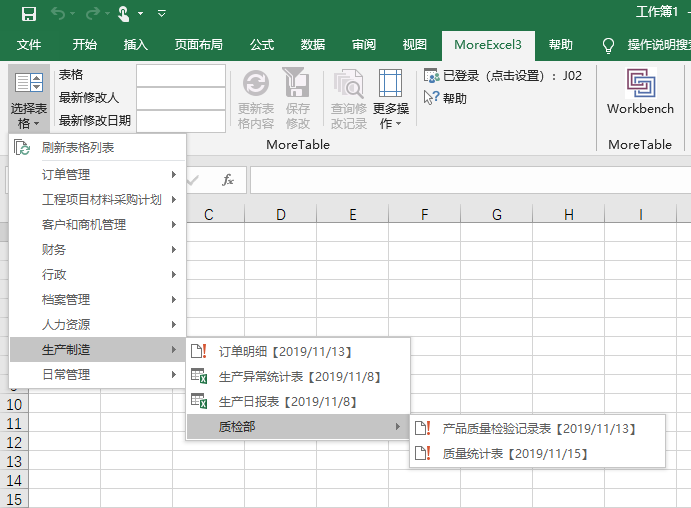 工作簿1 -
文件 开始 插入 页面布局 公式 数据 审阅 视图 MoreExcel3 帮助 操作说明搜索
选择表格
表格
最新修改人
最新修改日期
更新表格内容
保存修改
查询修改记录
更多操作
已登录（点击设置）：J02
帮助
Workbench
MoreTable MoreTable
刷新表格列表
订单管理
工程项目材料采购计划
客户和商机管理
财务
行政
档案管理
人力资源
生产制造
日常管理
订单明细【2019/11/13】
生产异常统计表【2019/11/8】
生产日报表【2019/11/8】
质检部
产品质量检验记录表【2019/11/13】
质量统计表【2019/11/15】
fx
C D E F G H I
10
11
12
13
14
15